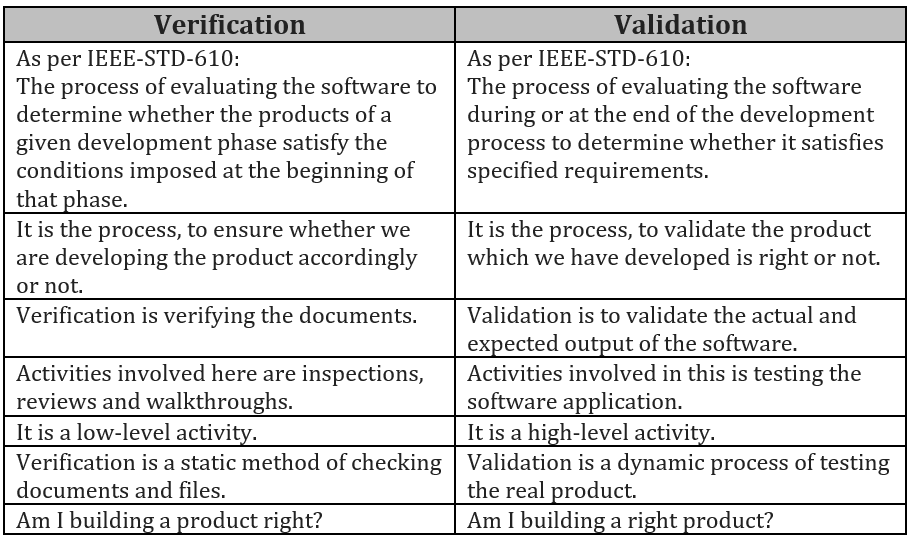 Verification
Validation
As per IEEE-STD-610:
The process of evaluating the software to
determine whether the products of a
given development phase satisfy the
conditions imposed at the beginning of
that phase.
As per IEEE-STD-610:
The process of evaluating the software
during or at the end of the development
process to determine whether it satisfies
specified requirements.
It is the process, to ensure whether we
are developing the product accordingly
or not.
It is the process, to validate the product
which we have developed is right or not.
Verification is verifying the documents.
Validation is to validate the actual and
expected output of the software.
Activities involved here are inspections,
reviews and walkthroughs.
Activities involved in this is testing the
software application.
It is a low-level activity.
It is a high-level activity.
Verification is a static method of checking
documents and files.
Validation is a dynamic process of testing
the real product.
Am I building a product right?
Am I building a right product?